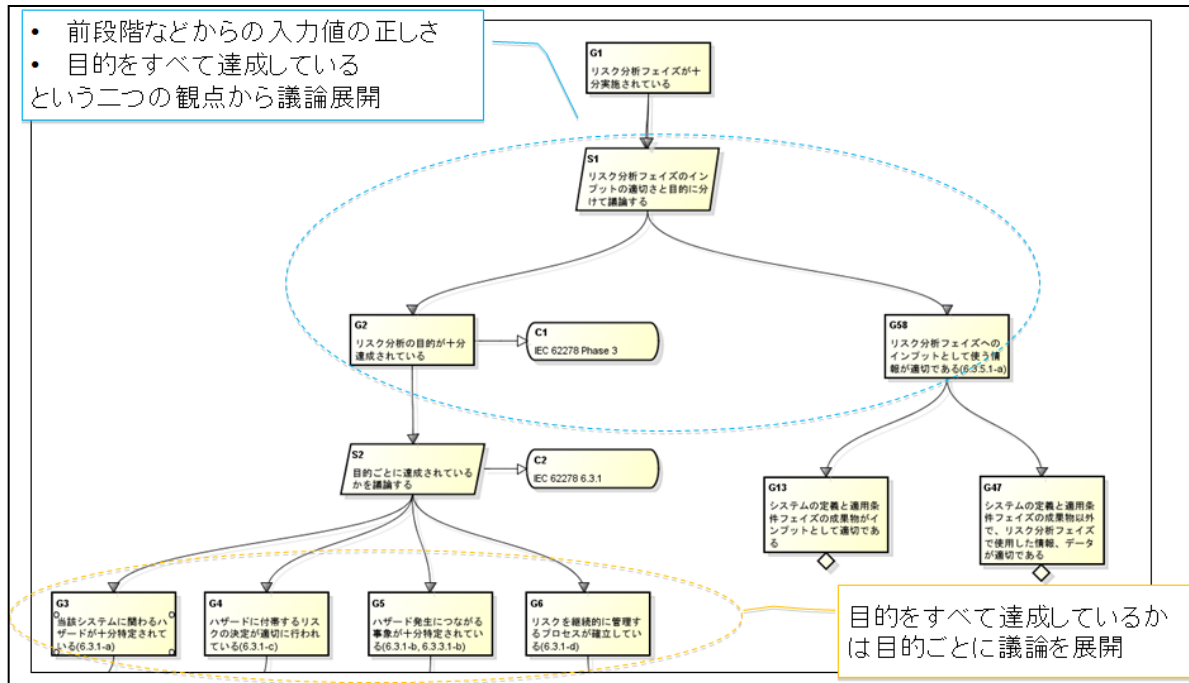 • 前段階などからの入力値の正しさ
• 目的をすべて達成している
という二つの観点から議論展開
G1
リスク分析フェイズが十
分実施されている
S1
リスク分析フェイズのイン
プットの適切さと目的に分
けて議論する
G2
リスク分析の目的が十分
達成されている
C1
IEC 62278 Phase 3
G58
リスク分析フェイズへの
インプットとして使う情
報が適切である(6.3.5.1-a)
S2
目的ごとに達成されている
かを議論する
C2
IEC 62278 6.3.1
G13
システムの定義と適用条
件フェイズの成果物がイン
プットとして適切であ
る
G47
システムの定義と適用条
件フェイズの成果物以外
で、リスク分析フェイズ
で使用した情報、データ
が適切である
G3
当該システムに関わるハ
ザードが十分特定されて
いる(6.3.1-a)
G4
ハザードに付帯するリス
クの決定が適切に行われ
ている(6.3.1-c)
G5
ハザード発生につながる
事象が十分特定されてい
る(6.3.1-b, 6.3.3.1-b)
G6
リスクを継続的に管理す
るプロセスが確立してい
る(6.3.1-d)
目的をすべて達成しているか
は目的ごとに議論を展開